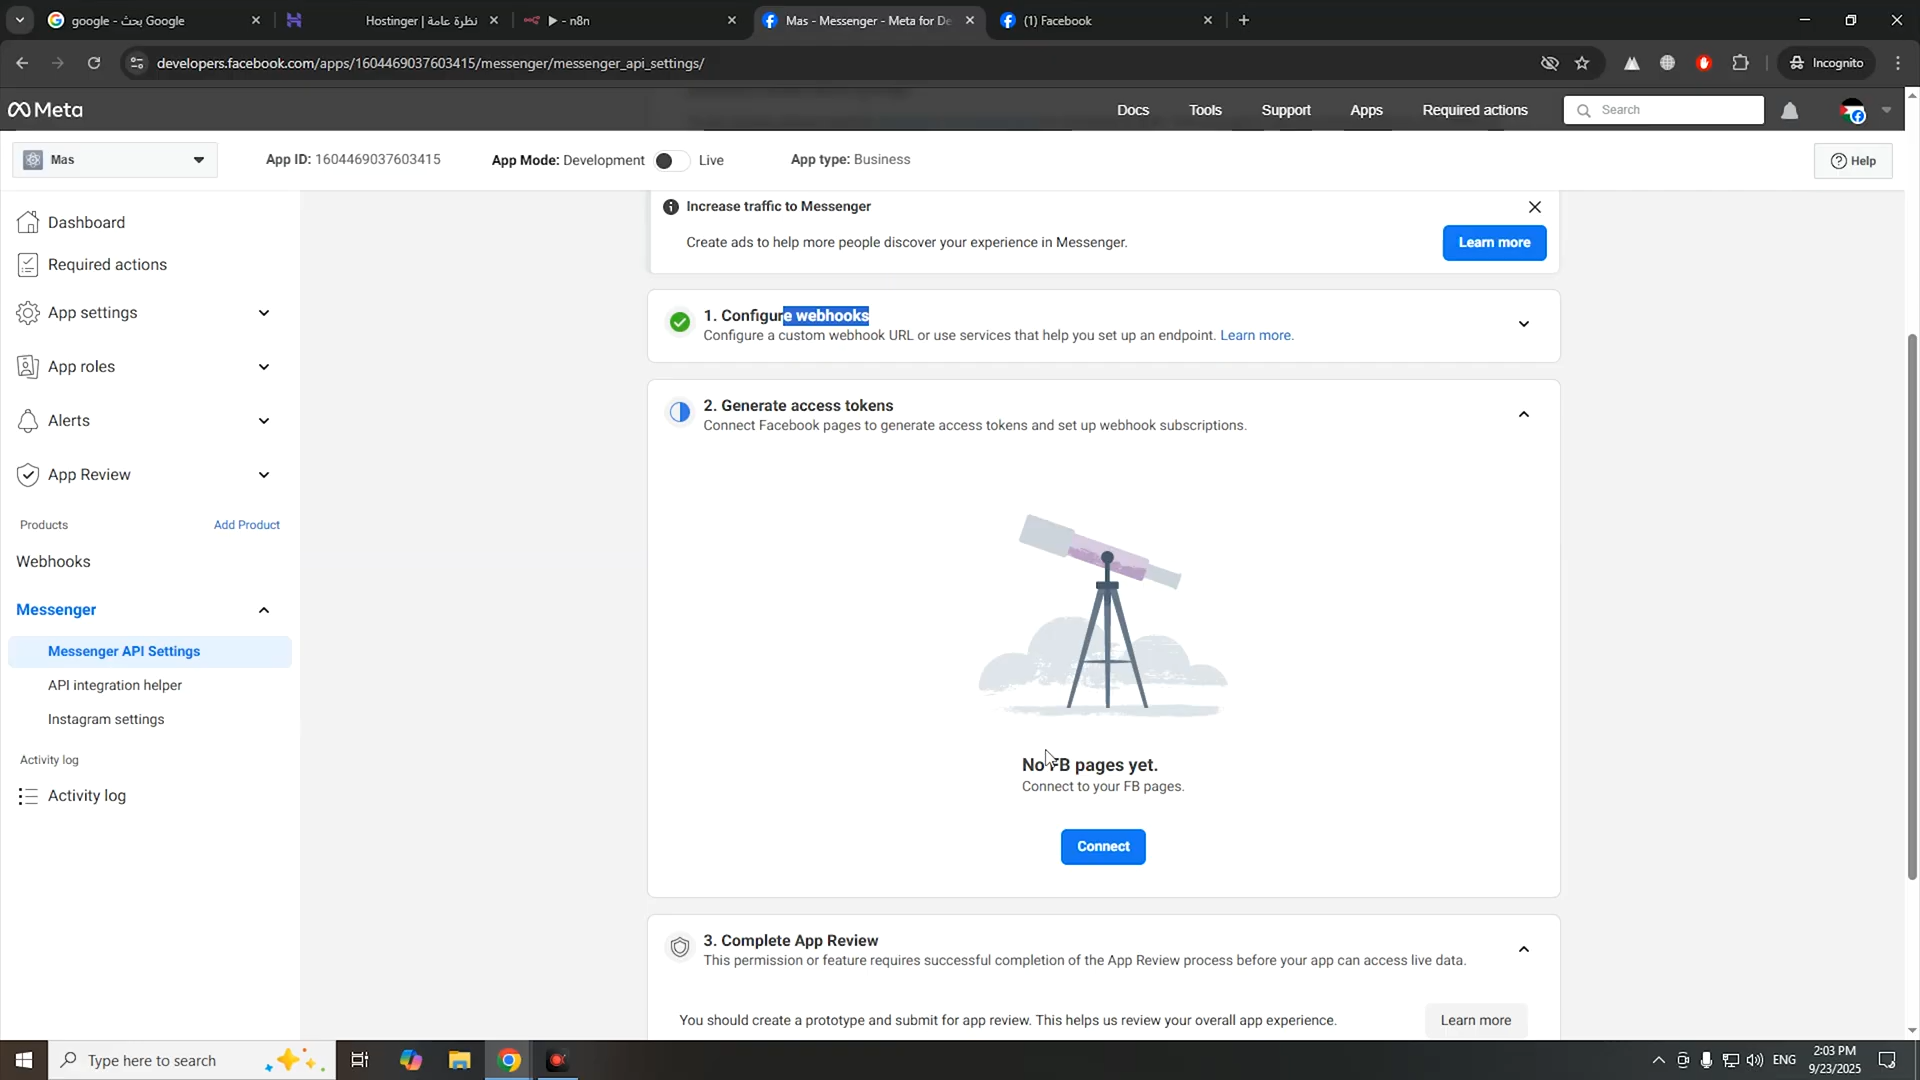 google - بحث Google
Hostinger | نظرة عامة
▶ - n8n
Mas - Messenger - Meta for De
(1) Facebook
developers.facebook.com/apps/1604469037603415/messenger/messenger_api_settings/
Incognito
Meta
Docs
Tools
Support
Apps
Required actions
Search
Mas
App ID: 1604469037603415
App Mode: Development
Live
App type: Business
Help
Dashboard
Required actions
App settings
App roles
Alerts
App Review
Products
Add Product
Webhooks
Messenger
Messenger API Settings
API integration helper
Instagram settings
Activity log
Activity log
Increase traffic to Messenger
Create ads to help more people discover your experience in Messenger.
Learn more
1. Configure webhooks
Configure a custom webhook URL or use services that help you set up an endpoint. Learn more.
2. Generate access tokens
Connect Facebook pages to generate access tokens and set up webhook subscriptions.
No FB pages yet.
Connect to your FB pages.
Connect
3. Complete App Review
This permission or feature requires successful completion of the App Review process before your app can access live data.
You should create a prototype and submit for app review. This helps us review your overall app experience.
Learn more
Type here to search
ENG
2:03 PM
9/23/2025